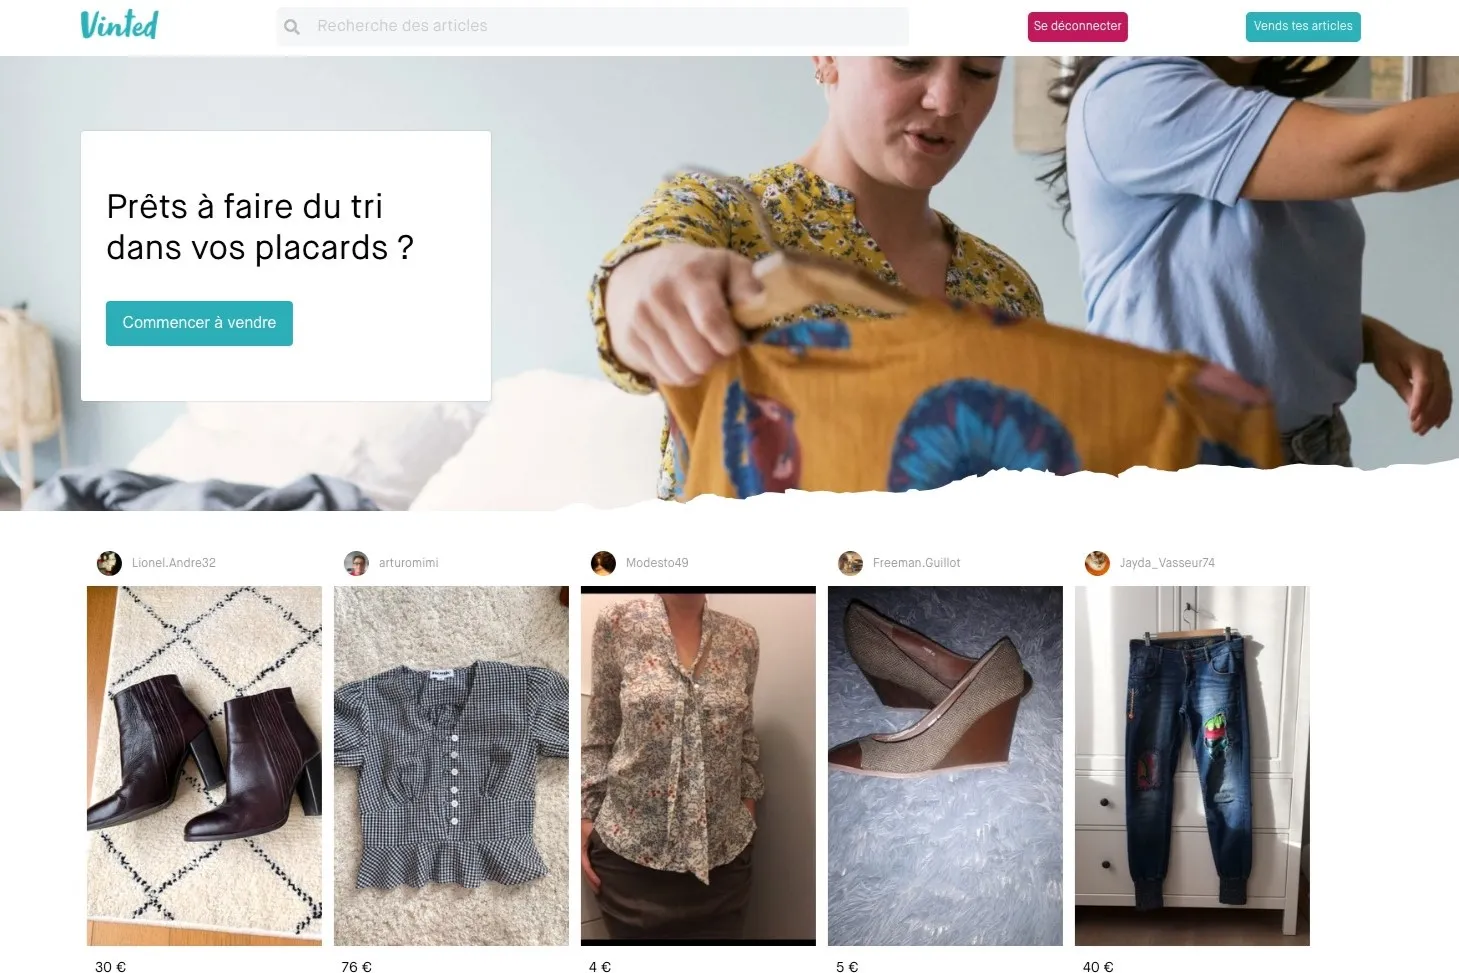 Vinted
Recherche des articles
Se déconnecter
Vends tes articles
Prêts à faire du tri
dans vos placards ?
Commencer à vendre
Lionel.Andre32
arturomimi
Modesto49
Freeman.Guillot
Jayda_Vasseur74
30 €
76 €
4 €
5 €
40 €